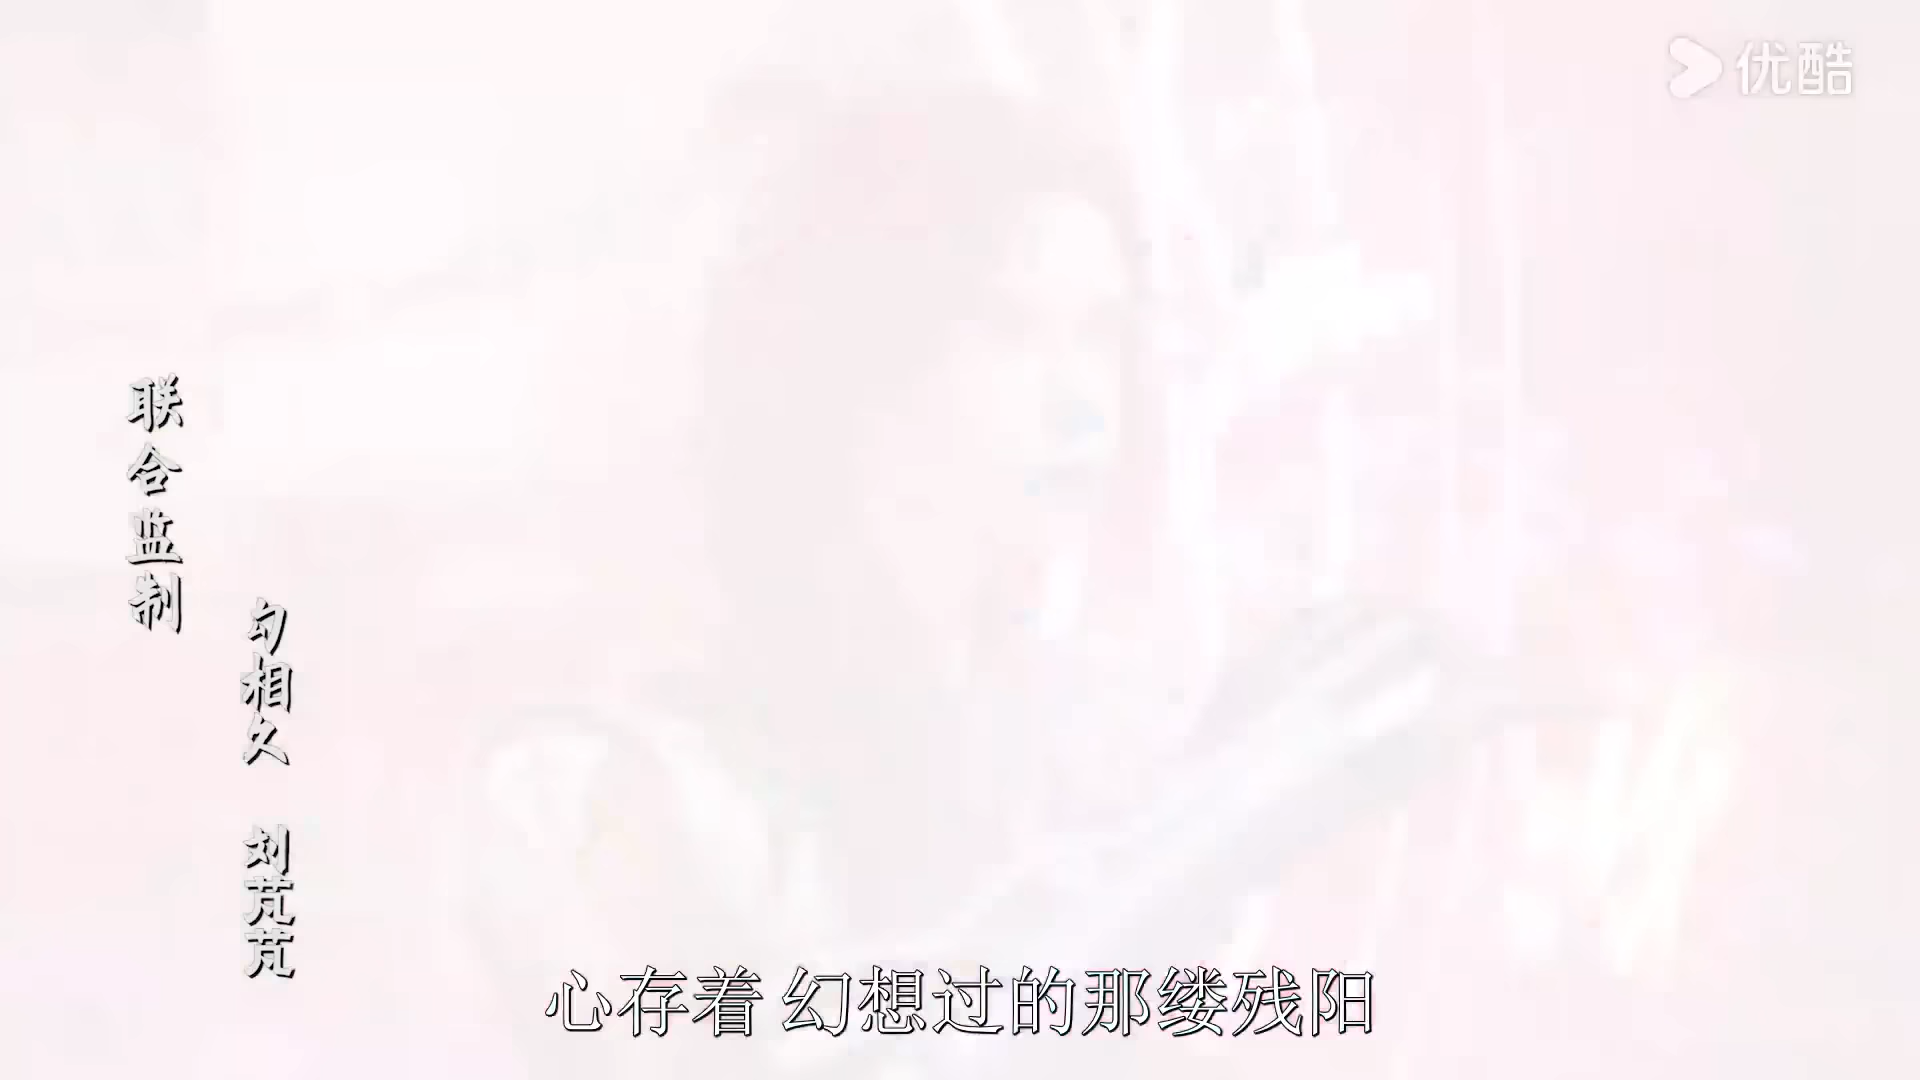 优酷
联合监制
勾相久 刘芃芃
心存着 幻想过的那缕残阳